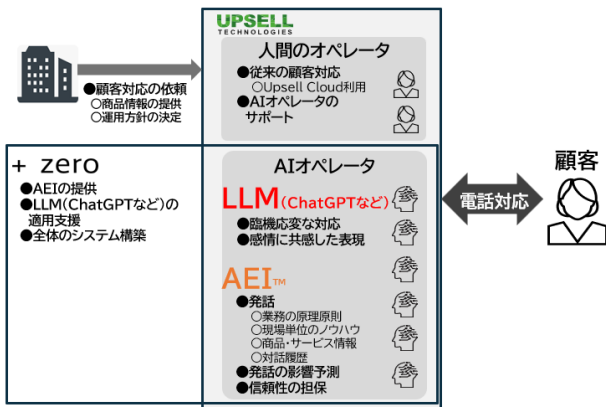 UPSELL
TECHNOLOGIES
人間のオペレータ
●従来の顧客対応
○Upsell Cloud利用
●AIオペレータの
サポート
●顧客対応の依頼
○商品情報の提供
○運用方針の決定
+ zero
●AEIの提供
●LLM(ChatGPTなど)の
適用支援
●全体のシステム構築
AIオペレータ
LLM(ChatGPTなど)
●臨機応変な対応
●感情に共感した表現
AEI™
●発話
○業務の原理原則
○現場単位のノウハウ
○商品・サービス情報
○対話履歴
●発話の影響予測
●信頼性の担保
電話対応
顧客